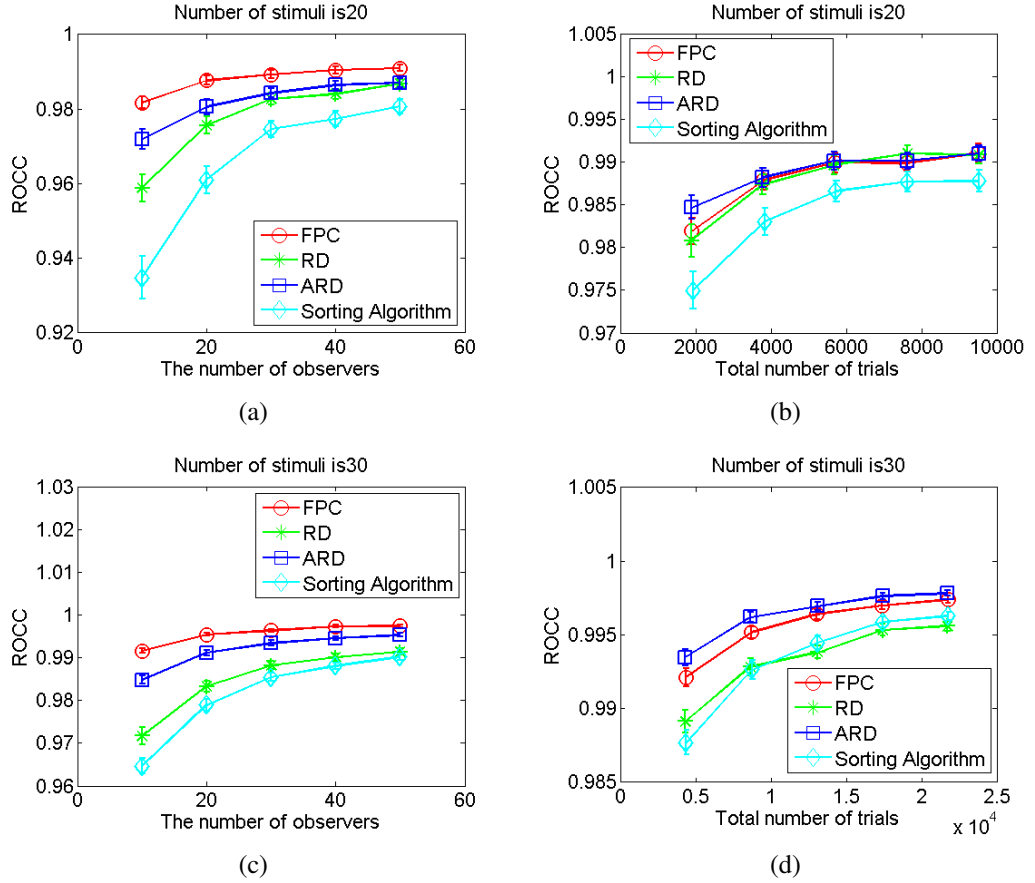 Number of stimuli is20
ROCC
1
0.98
0.96
0.94
0.92
0
20
40
60
The number of observers
FPC
RD
ARD
Sorting Algorithm
(a)
Number of stimuli is20
ROCC
1.005
1
0.995
0.99
0.985
0.98
0.975
0.97
0
2000
4000
6000
8000
10000
Total number of trials
FPC
RD
ARD
Sorting Algorithm
(b)
Number of stimuli is30
ROCC
1.03
1.02
1.01
1
0.99
0.98
0.97
0.96
0
20
40
60
The number of observers
FPC
RD
ARD
Sorting Algorithm
(c)
Number of stimuli is30
ROCC
1.005
1
0.995
0.99
0.985
0
0.5
1
1.5
2
2.5
x 10^4
Total number of trials
FPC
RD
ARD
Sorting Algorithm
(d)